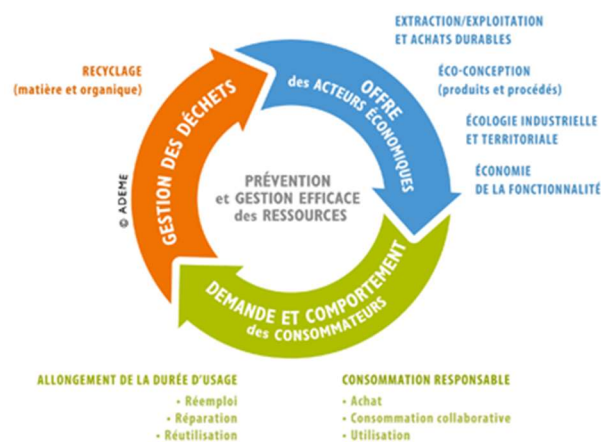 EXTRACTION/EXPLOITATION
ET ACHATS DURABLES
ÉCO-CONCEPTION
(produits et procédés)
ÉCOLOGIE INDUSTRIELLE
ET TERRITORIALE
ÉCONOMIE
DE LA FONCTIONNALITÉ
RECYCLAGE
(matière et organique)
OFFRE
des ACTEURS ÉCONOMIQUES
GESTION DES DÉCHETS
PRÉVENTION
et GESTION EFFICACE
des RESSOURCES
© ADEME
DEMANDE ET COMPORTEMENT
des CONSOMMATEURS
ALLONGEMENT DE LA DURÉE D'USAGE
• Réemploi
• Réparation
• Réutilisation
CONSOMMATION RESPONSABLE
• Achat
• Consommation collaborative
• Utilisation